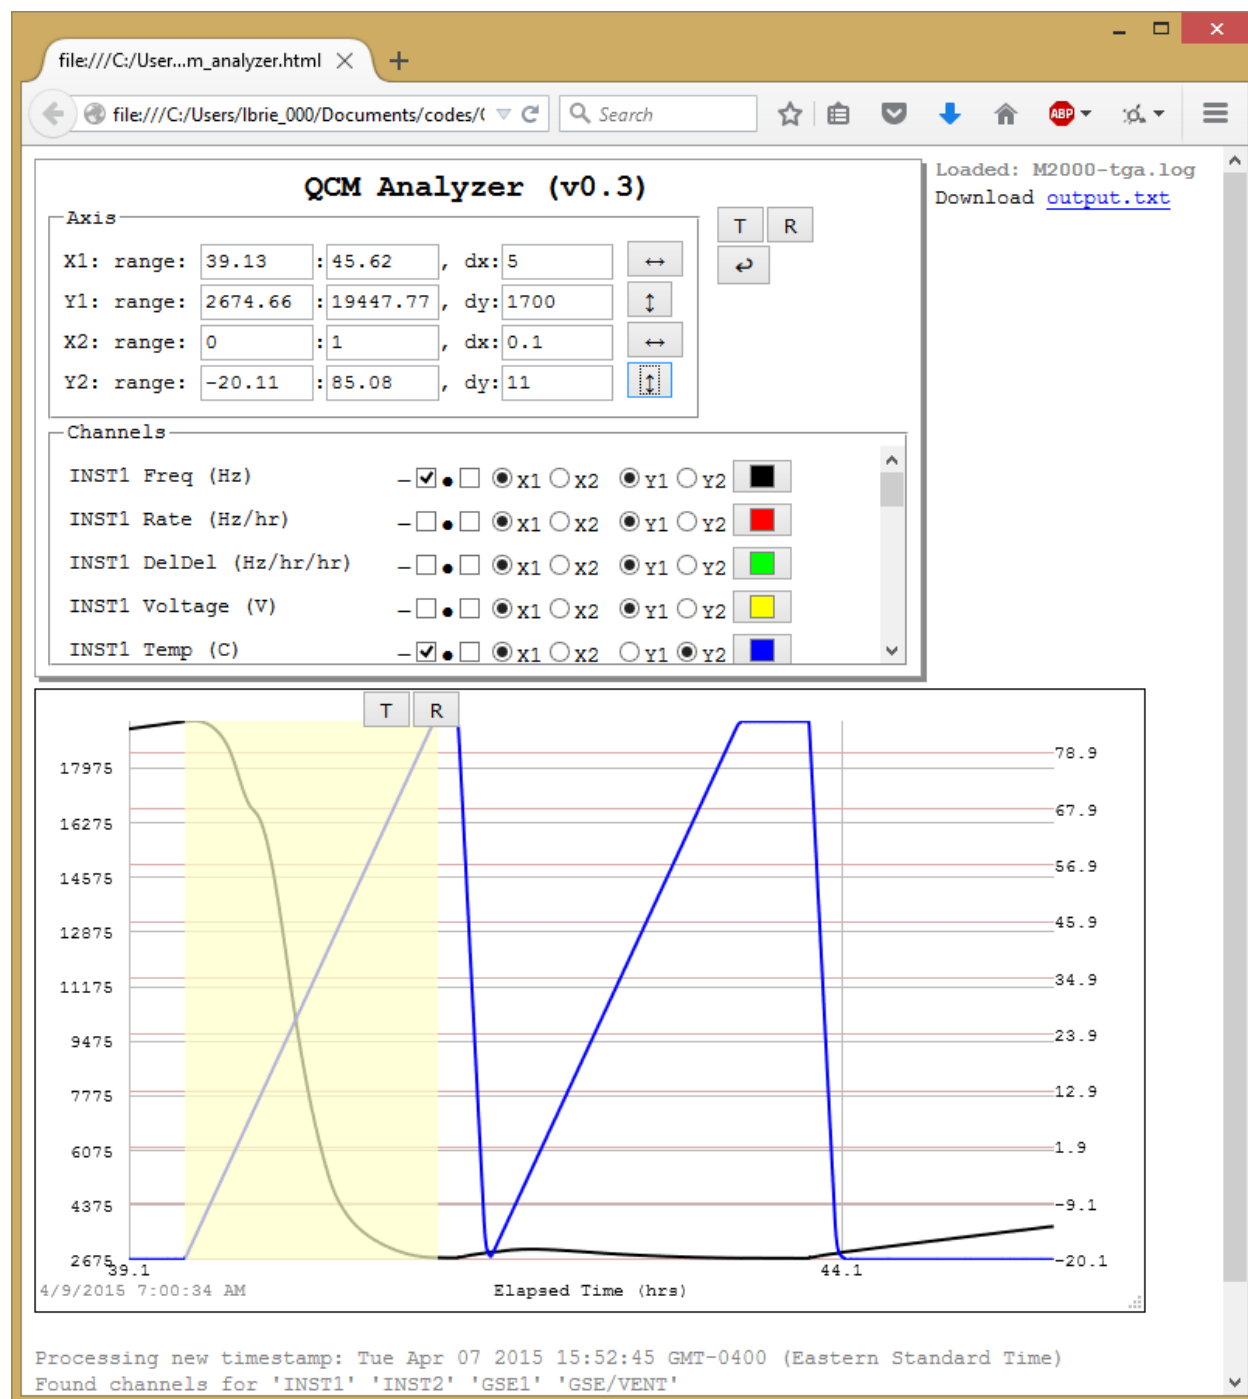 file:///C:/User...m_analyzer.html
file:///C:/Users/lbrie_000/Documents/codes/(
Search
ABP
QCM Analyzer (v0.3)
Loaded: M2000-tga.log
Download output.txt
Axis
T R
X1: range: 39.13 : 45.62 , dx: 5
Y1: range: 2674.66 : 19447.77 , dy: 1700
X2: range: 0 : 1 , dx: 0.1
Y2: range: -20.11 : 85.08 , dy: 11
Channels
INST1 Freq (Hz) X1 X2 Y1 Y2
INST1 Rate (Hz/hr) X1 X2 Y1 Y2
INST1 DelDel (Hz/hr/hr) X1 X2 Y1 Y2
INST1 Voltage (V) X1 X2 Y1 Y2
INST1 Temp (C) X1 X2 Y1 Y2
T R
78.9
17975
67.9
16275
56.9
14575
45.9
12875
34.9
11175
23.9
9475
12.9
7775
1.9
6075
-9.1
4375
-20.1
2675
39.1 44.1
4/9/2015 7:00:34 AM Elapsed Time (hrs)
Processing new timestamp: Tue Apr 07 2015 15:52:45 GMT-0400 (Eastern Standard Time)
Found channels for 'INST1' 'INST2' 'GSE1' 'GSE/VENT'